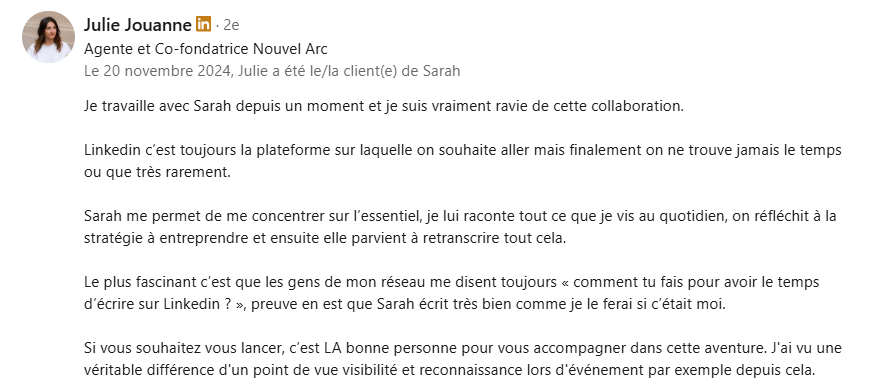 Julie Jouanne in · 2e
Agente et Co-fondatrice Nouvel Arc
Le 20 novembre 2024, Julie a été le/la client(e) de Sarah
Je travaille avec Sarah depuis un moment et je suis vraiment ravie de cette collaboration.
Linkedin c’est toujours la plateforme sur laquelle on souhaite aller mais finalement on ne trouve jamais le temps
ou que très rarement.
Sarah me permet de me concentrer sur l’essentiel, je lui raconte tout ce que je vis au quotidien, on réfléchit à la
stratégie à entreprendre et ensuite elle parvient à retranscrire tout cela.
Le plus fascinant c’est que les gens de mon réseau me disent toujours « comment tu fais pour avoir le temps
d’écrire sur Linkedin ? », preuve en est que Sarah écrit très bien comme je le ferai si c’était moi.
Si vous souhaitez vous lancer, c’est LA bonne personne pour vous accompagner dans cette aventure. J'ai vu une
véritable différence d'un point de vue visibilité et reconnaissance lors d'événement par exemple depuis cela.